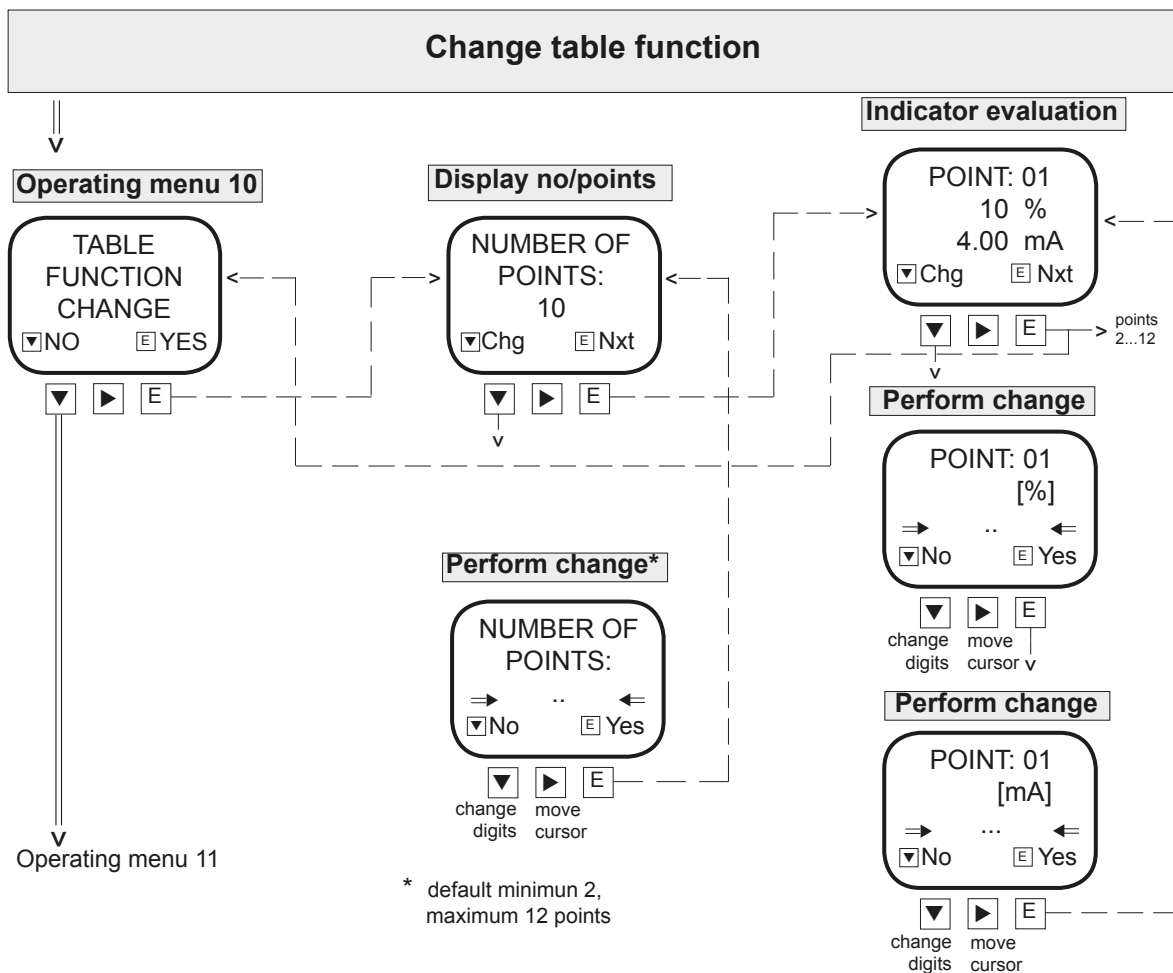 Change table function
Operating menu 10
TABLE
FUNCTION
CHANGE
▼NO E YES
▼ ▶ E
Operating menu 11
Display no/points
NUMBER OF
POINTS:
10
▼Chg E Nxt
▼ ▶ E
Perform change*
NUMBER OF
POINTS:
..
▼No E Yes
▼ ▶ E
change digits
move cursor
* default minimun 2,
maximum 12 points
Indicator evaluation
POINT: 01
10 %
4.00 mA
▼Chg E Nxt
▼ ▶ E
points
2...12
Perform change
POINT: 01
[%]
..
▼No E Yes
▼ ▶ E
change digits
move cursor
Perform change
POINT: 01
[mA]
...
▼No E Yes
▼ ▶ E
change digits
move cursor